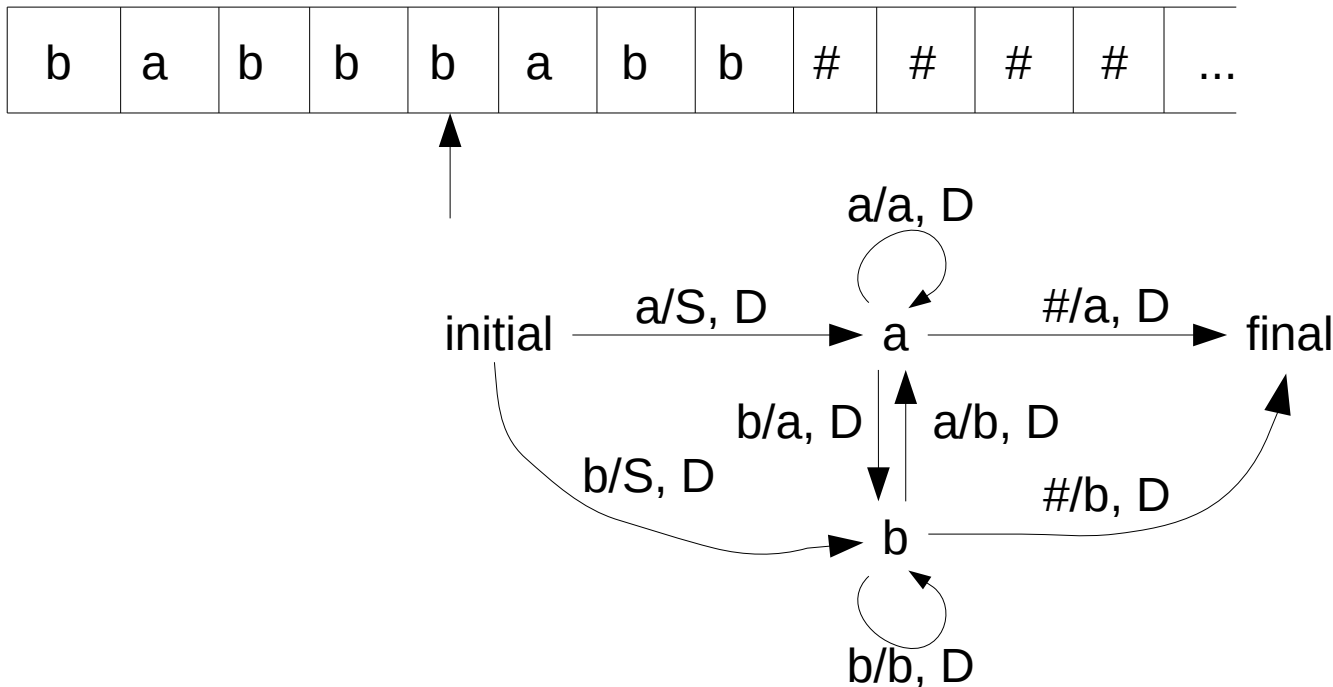 b a b b b a b b # # # # ...
a/a, D
a/S, D
#/a, D
initial
a
final
b/a, D
a/b, D
b/S, D
#/b, D
b
b/b, D